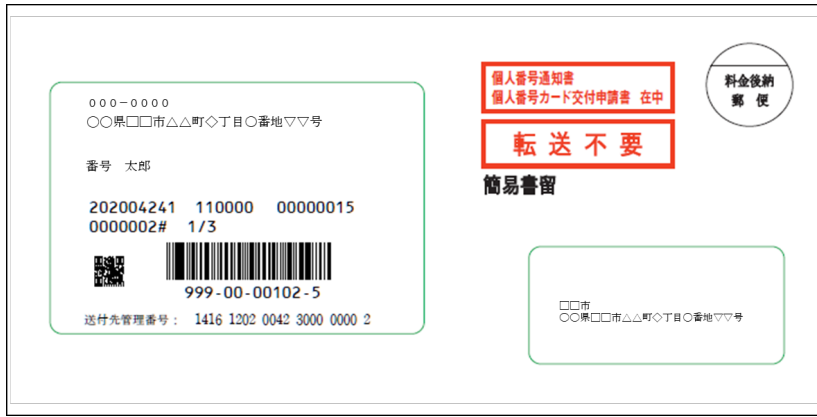 000-0000
〇〇県□□市△△町◇丁目〇番地▽▽号
番号 太郎
202004241 110000 00000015
0000002# 1/3
999-00-00102-5
送付先管理番号： 1416 1202 0042 3000 0000 2
個人番号通知書
個人番号カード交付申請書 在中
転送不要
簡易書留
料金後納
郵便
□□市
〇〇県□□市△△町◇丁目〇番地▽▽号